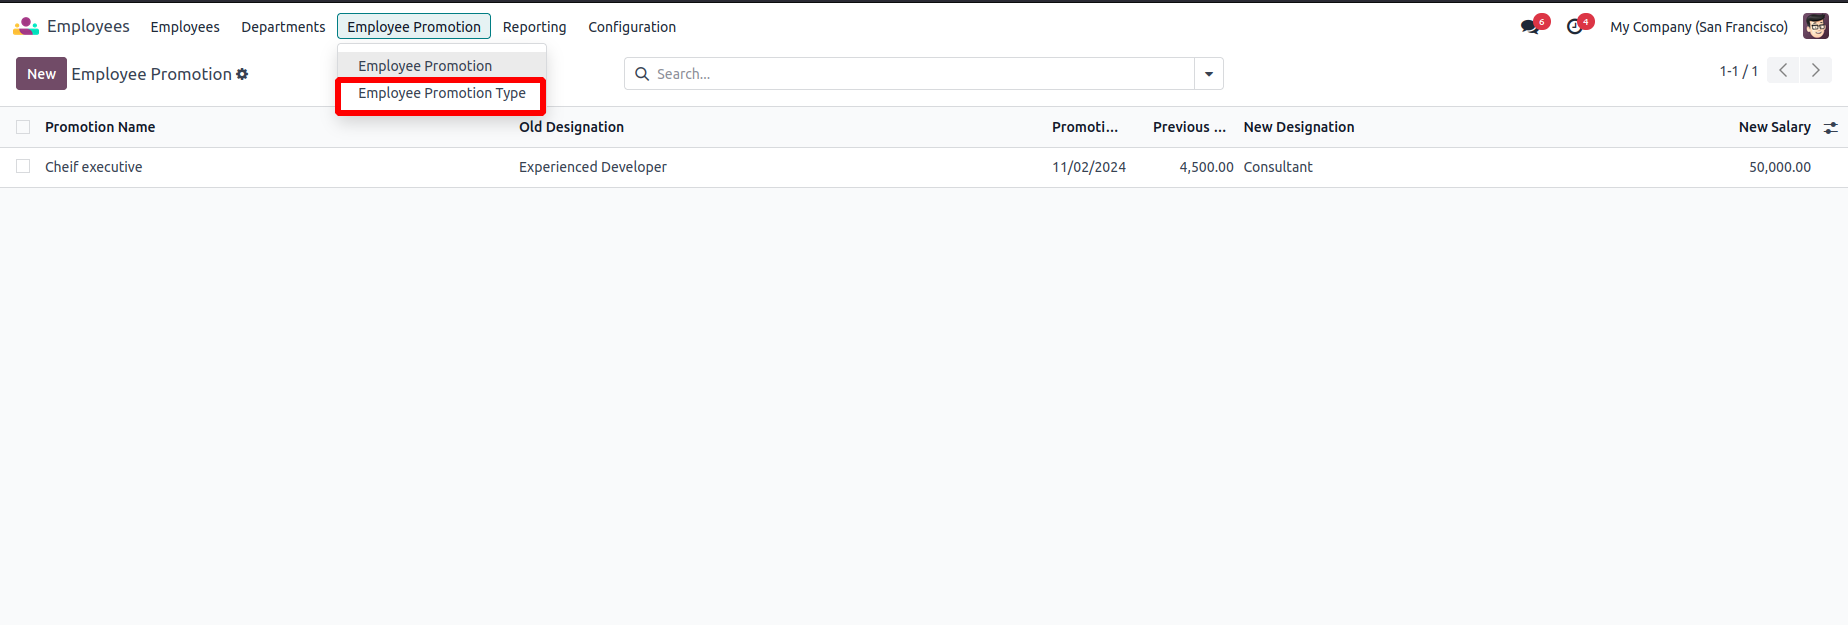 Employees Employees Departments Employee Promotion Reporting Configuration 6 4 My Company (San Francisco)
New Employee Promotion Search... 1-1 / 1
Employee Promotion
Employee Promotion Type
Promotion Name Old Designation Promoti... Previous ... New Designation New Salary
Cheif executive Experienced Developer 11/02/2024 4,500.00 Consultant 50,000.00